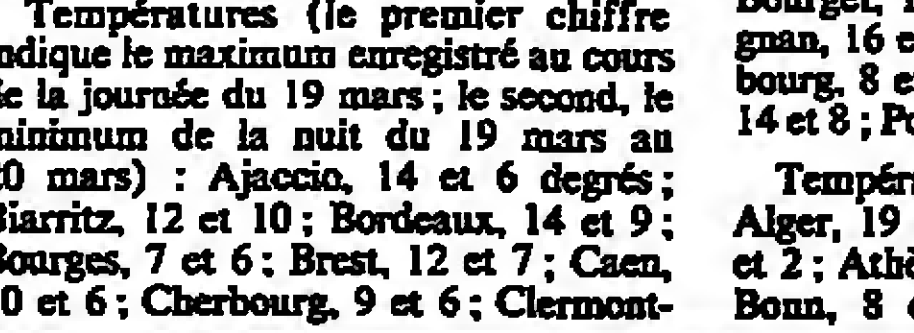 Températures (le premier chiffre
indique le maximum enregistré au cours
de la journée du 19 mars ; le second, le
minimum de la nuit du 19 mars au
20 mars) : Ajaccio, 14 et 6 degrés ;
Biarritz, 12 et 10 ; Bordeaux, 14 et 9 ;
Bourges, 7 et 6 ; Brest, 12 et 7 ; Caen,
0 et 6 ; Cherbourg, 9 et 6 ; Clermont-
gnan, 16 e
bourg, 8 e
14 et 8 ; P
Tempér
Alger, 19
et 2 ; Athè
Bonn, 8